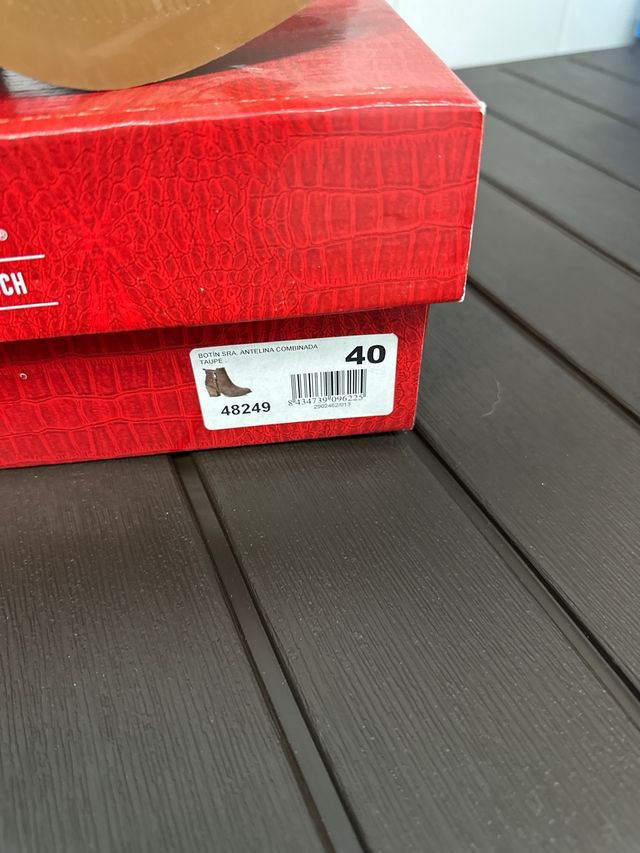 ®
CH
BOTÍN SRA. ANTELINA COMBINADA
TAUPE
40
48249
8 434739 096225
2902462/013